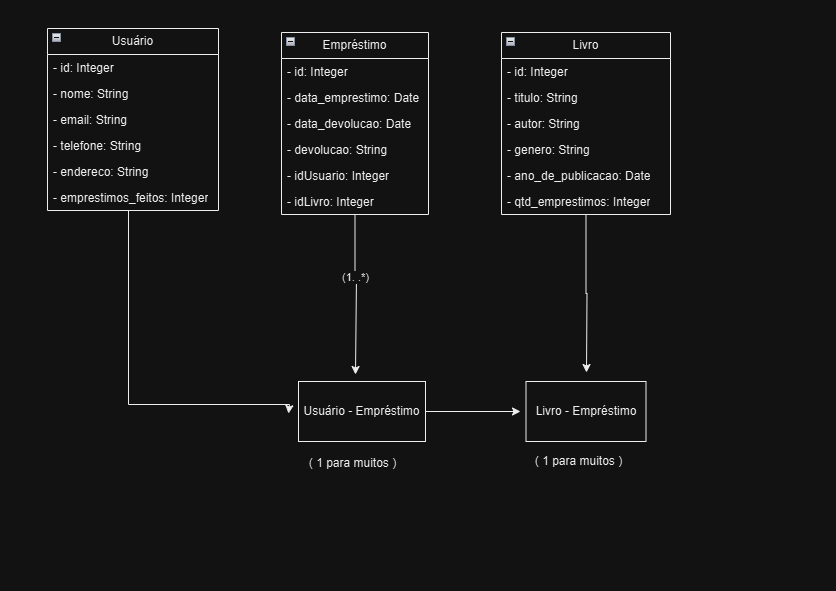 Usuário
- id: Integer
- nome: String
- email: String
- telefone: String
- endereco: String
- emprestimos_feitos: Integer
Empréstimo
- id: Integer
- data_emprestimo: Date
- data_devolucao: Date
- devolucao: String
- idUsuario: Integer
- idLivro: Integer
Livro
- id: Integer
- titulo: String
- autor: String
- genero: String
- ano_de_publicacao: Date
- qtd_emprestimos: Integer
(1. .*)
Usuário - Empréstimo
( 1 para muitos )
Livro - Empréstimo
( 1 para muitos )